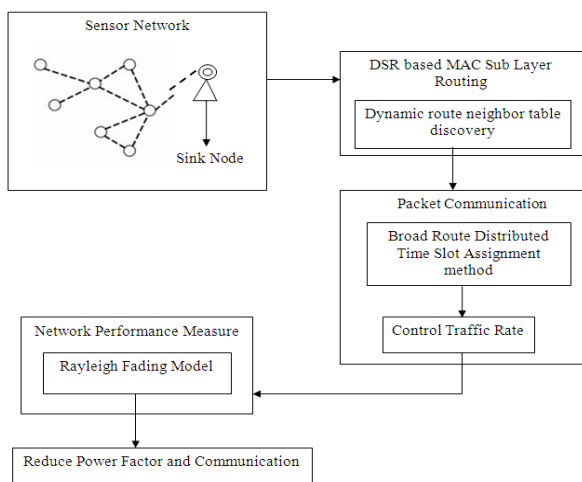 Sensor Network
Sink Node
DSR based MAC Sub Layer
Routing
Dynamic route neighbor table
discovery
Packet Communication
Broad Route Distributed
Time Slot Assignment
method
Control Traffic Rate
Network Performance Measure
Rayleigh Fading Model
Reduce Power Factor and Communication